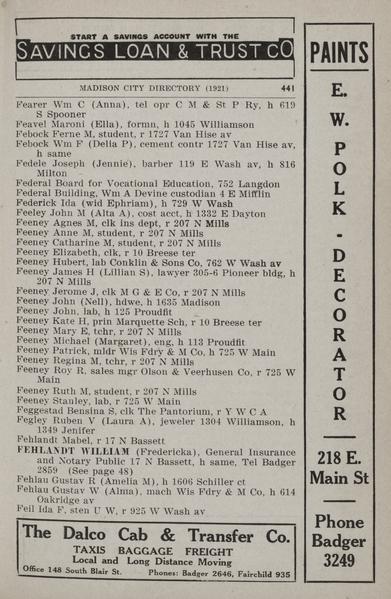 START A SAVINGS ACCOUNT WITH THE
SAVINGS LOAN & TRUST CO
MADISON CITY DIRECTORY (1921) 441
Fearer Wm C (Anna), tel opr C M & St P Ry, h 619
S Spooner
Feavel Maroni (Ella), formn, h 1045 Williamson
Febock Ferne M, student, r 1727 Van Hise av
Febock Wm F (Delia P), cement contr 1727 Van Hise av,
h same
Fedele Joseph (Jennie), barber 119 E Wash av, h 816
Milton
Federal Board for Vocational Education, 752 Langdon
Federal Building, Wm A Devine custodian 4 E Mifflin
Federick Ida (wid Ephriam), h 729 W Wash
Feeley John M (Alta A), cost acct, h 1332 E Dayton
Feeney Agnes M, clk ins dept, r 207 N Mills
Feeney Anne M, student, r 207 N Mills
Feeney Catharine M, student, r 207 N Mills
Feeney Elizabeth, clk, r 10 Breese ter
Feeney Hubert, lab Conklin & Sons Co, 762 W Wash av
Feeney James H (Lillian S), lawyer 305-6 Pioneer bldg, h
207 N Mills
Feeney Jerome J, clk M G & E Co, r 207 N Mills
Feeney John (Nell), hdwe, h 1635 Madison
Feeney John, lab, h 125 Proudfit
Feeney Kate H, prin Marquette Sch, r 10 Breese ter
Feeney Mary E, tchr, r 207 N Mills
Feeney Michael (Margaret), eng, h 113 Proudfit
Feeney Patrick, mldr Wis Fdry & M Co, h 725 W Main
Feeney Regina M, tchr, r 207 N Mills
Feeney Roy R, sales mgr Olson & Veerhusen Co, r 725 W
Main
Feeney Ruth M, student, r 207 N Mills
Feeney Stanley, lab, r 725 W Main
Feggestad Bensina S, clk The Pantorium, r Y W C A
Fegley Ruben V (Laura A), jeweler 1304 Williamson, h
1349 Jenifer
Fehlandt Mabel, r 17 N Bassett
FEHLANDT WILLIAM (Fredericka), General Insurance
and Notary Public 17 N Bassett, h same, Tel Badger
2859 (See page 48)
Fehlau Gustav R (Amelia M), h 1606 Schiller ct
Fehlau Gustav W (Alma), mach Wis Fdry & M Co, h 614
Oakridge av
Feil Ida F, sten U W, r 925 W Wash av
The Dalco Cab & Transfer Co.
TAXIS BAGGAGE FREIGHT
Local and Long Distance Moving
Office 148 South Blair St. Phones: Badger 2646, Fairchild 935
PAINTS
E.
W.
POLK - DECORATOR
218 E.
Main St
Phone
Badger
3249